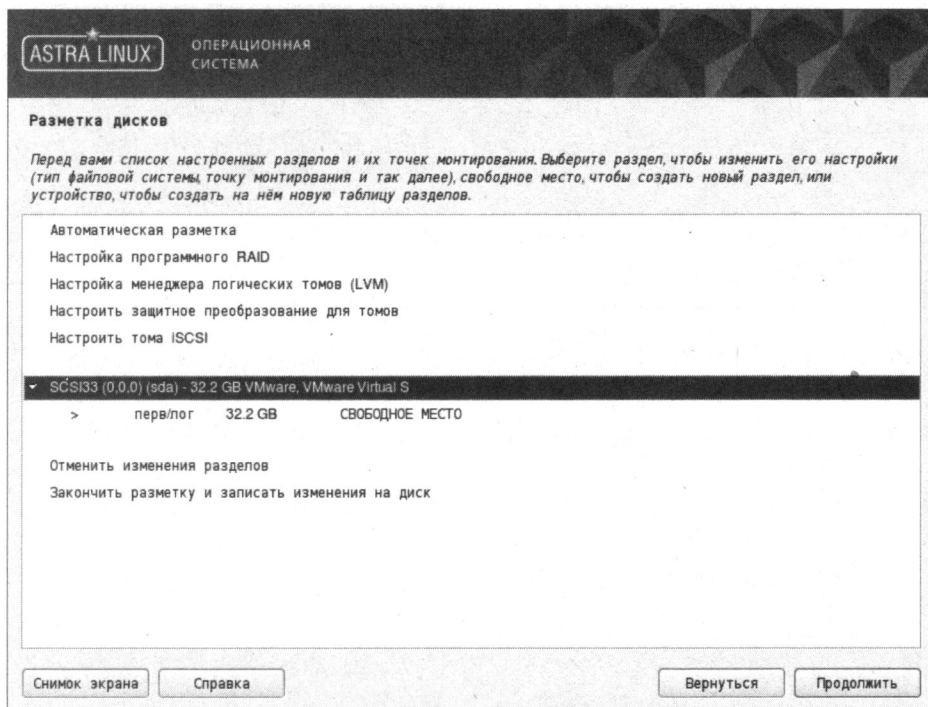 ASTRA LINUX
ОПЕРАЦИОННАЯ
СИСТЕМА
Разметка дисков
Перед вами список настроенных разделов и их точек монтирования. Выберите раздел, чтобы изменить его настройки
(тип файловой системы, точку монтирования и так далее), свободное место, чтобы создать новый раздел, или
устройство, чтобы создать на нём новую таблицу разделов.
Автоматическая разметка
Настройка программного RAID
Настройка менеджера логических томов (LVM)
Настроить защитное преобразование для томов
Настроить тома iSCSI
SCSI33 (0,0,0) (sda) - 32.2 GB VMware, VMware Virtual S
> перв/лог 32.2 GB СВОБОДНОЕ МЕСТО
Отменить изменения разделов
Закончить разметку и записать изменения на диск
Снимок экрана Справка Вернуться Продолжить